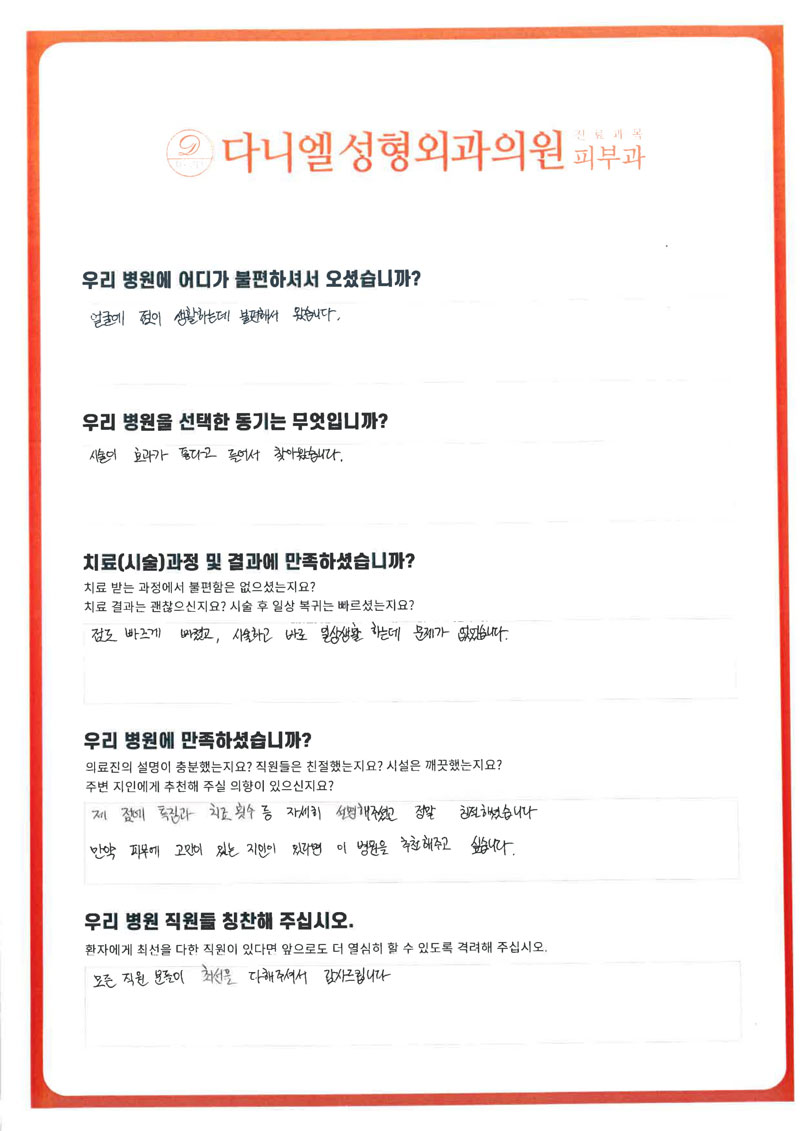 다니엘성형외과의원 진료과목 피부과
우리 병원에 어디가 불편하셔서 오셨습니까?
얼굴에 점이 생활하는데 불편해서 왔습니다.
우리 병원을 선택한 동기는 무엇입니까?
시술의 효과가 좋다고 들어서 찾아왔습니다.
치료(시술)과정 및 결과에 만족하셨습니까?
치료 받는 과정에서 불편함은 없으셨는지요?
치료 결과는 괜찮으신지요? 시술 후 일상 복귀는 빠르셨는지요?
점도 빠르게 빠졌고, 시술하고 바로 일상생활 하는데 문제가 없었습니다.
우리 병원에 만족하셨습니까?
의료진의 설명이 충분했는지요? 직원들은 친절했는지요? 시설은 깨끗했는지요?
주변 지인에게 추천해 주실 의향이 있으신지요?
제 점에 특징과 치료 횟수 등 자세히 설명해주셨고 정말 친절하셨습니다
만약 피부에 고민이 있는 지인이 있다면 이 병원을 추천해주고 싶습니다.
우리 병원 직원들 칭찬해 주십시오.
환자에게 최선을 다한 직원이 있다면 앞으로도 더 열심히 할 수 있도록 격려해 주십시오.
모든 직원 분들이 최선을 다해주셔서 감사드립니다